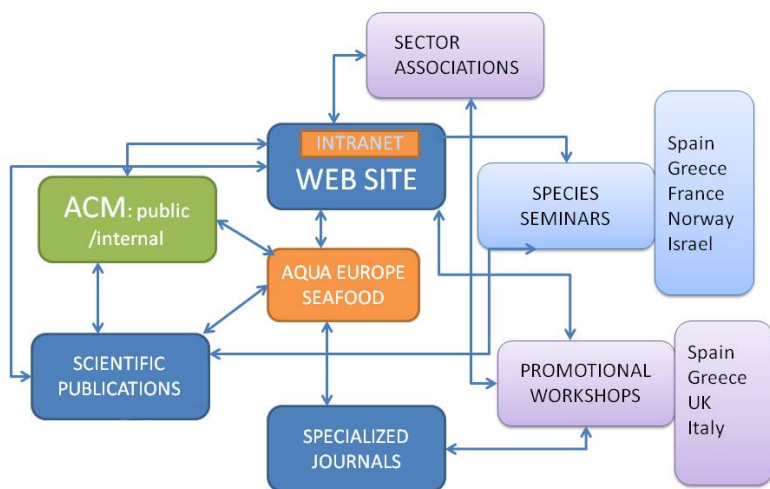 SECTOR
ASSOCIATIONS
INTRANET
WEB SITE
ACM: public
/internal
SPECIES
SEMINARS
Spain
Greece
France
Norway
Israel
AQUA EUROPE
SEAFOOD
SCIENTIFIC
PUBLICATIONS
PROMOTIONAL
WORKSHOPS
Spain
Greece
UK
Italy
SPECIALIZED
JOURNALS